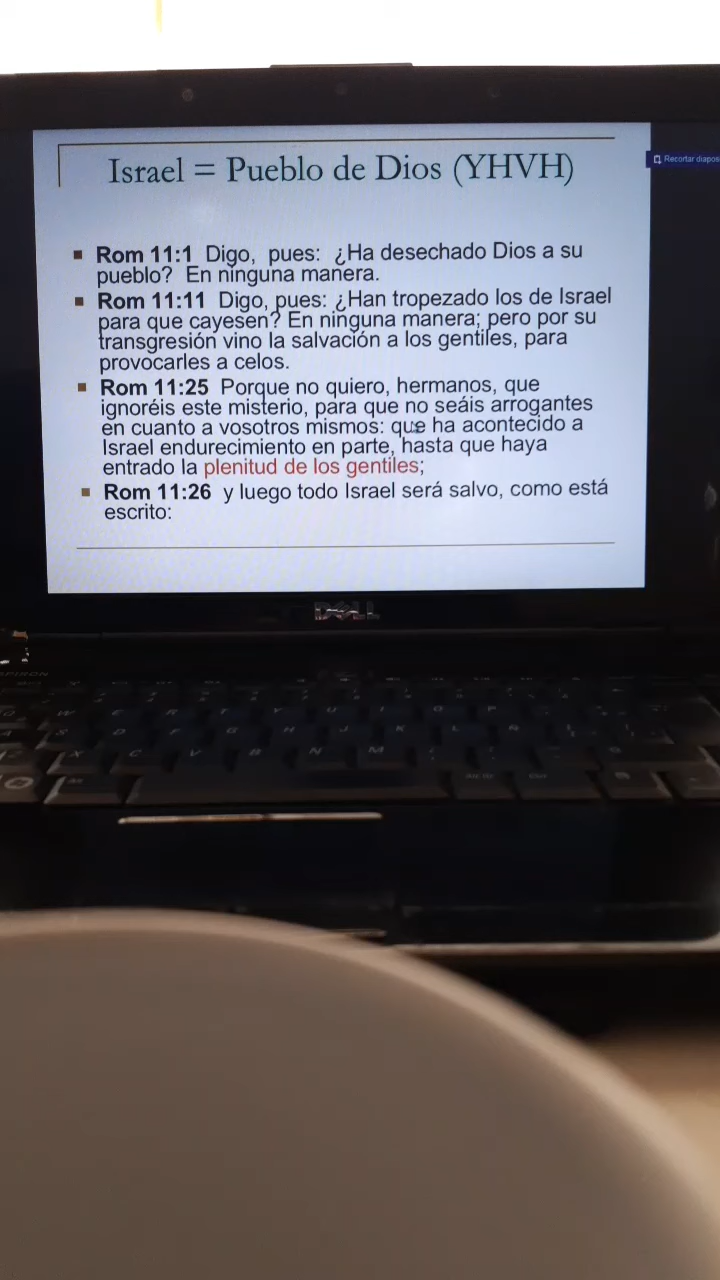 Israel = Pueblo de Dios (YHVH)
Recortar diapos
Rom 11:1 Digo, pues: ¿Ha desechado Dios a su
pueblo? En ninguna manera.
Rom 11:11 Digo, pues: ¿Han tropezado los de Israel
para que cayesen? En ninguna manera; pero por su
transgresión vino la salvación a los gentiles, para
provocarles a celos.
Rom 11:25 Porque no quiero, hermanos, que
ignoréis este misterio, para que no seáis arrogantes
en cuanto a vosotros mismos: que ha acontecido a
Israel endurecimiento en parte, hasta que haya
entrado la plenitud de los gentiles;
Rom 11:26 y luego todo Israel será salvo, como está
escrito:
DELL